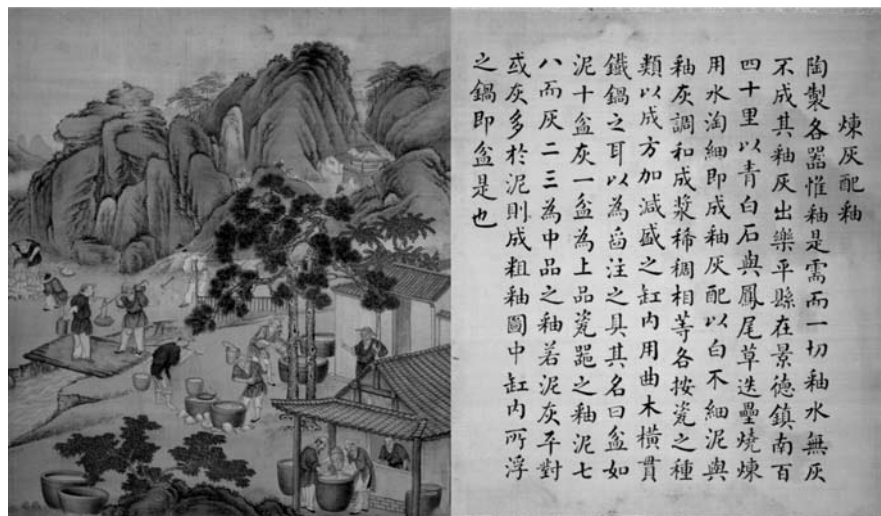 煉灰配釉
陶製各器惟釉是需而一切釉水無灰
不成其釉灰出樂平縣在景德鎮南百
四十里以青白石與鳳尾草迭壘燒煉
用水淘細即成釉灰配以白不細泥與
釉灰調和成漿稀稠相等各按瓷之種
類以成方加減盛之缸內用曲木橫貫
鐵鍋之耳以為舀注之具其名曰盆如
泥十盆灰一盆為上品瓷器之釉泥七
八而灰二三為中品之釉若泥灰平對
或灰多於泥則成粗釉圖中缸內所浮
之鍋即盆是也